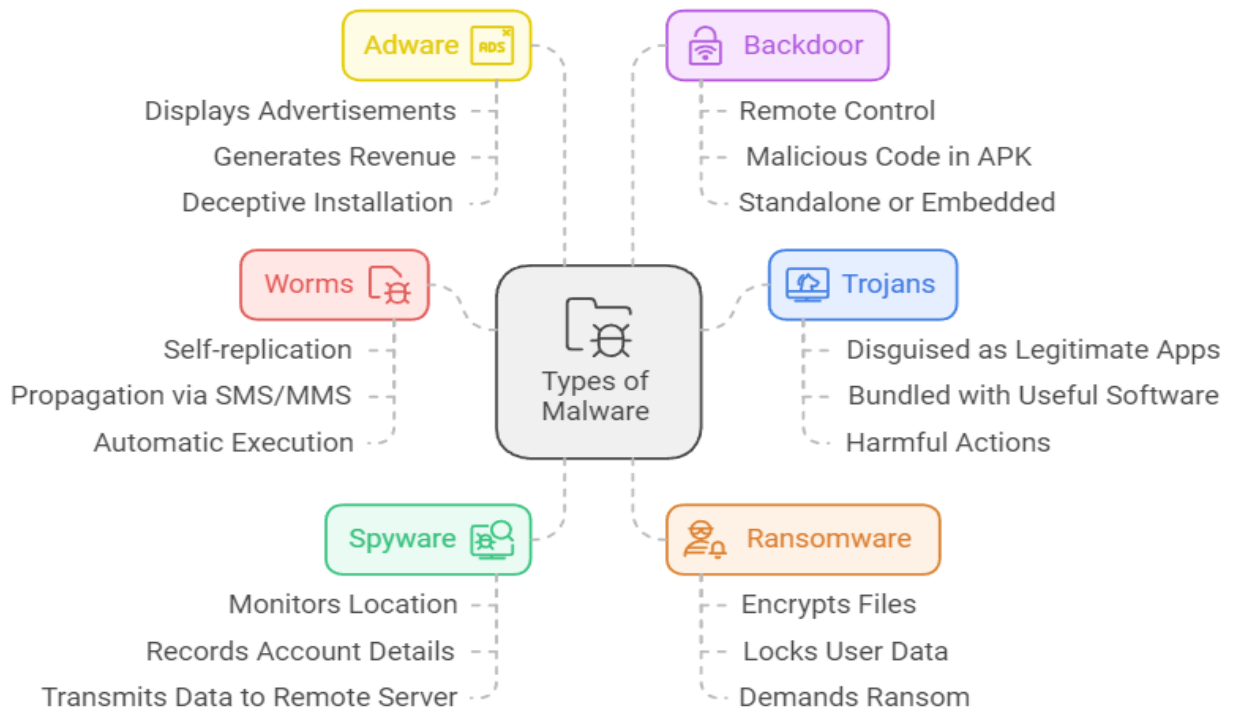 Adware
ADS
Displays Advertisements
Generates Revenue
Deceptive Installation
Backdoor
Remote Control
Malicious Code in APK
Standalone or Embedded
Worms
Self-replication
Propagation via SMS/MMS
Automatic Execution
Types of
Malware
Trojans
Disguised as Legitimate Apps
Bundled with Useful Software
Harmful Actions
Spyware
Monitors Location
Records Account Details
Transmits Data to Remote Server
Ransomware
Encrypts Files
Locks User Data
Demands Ransom